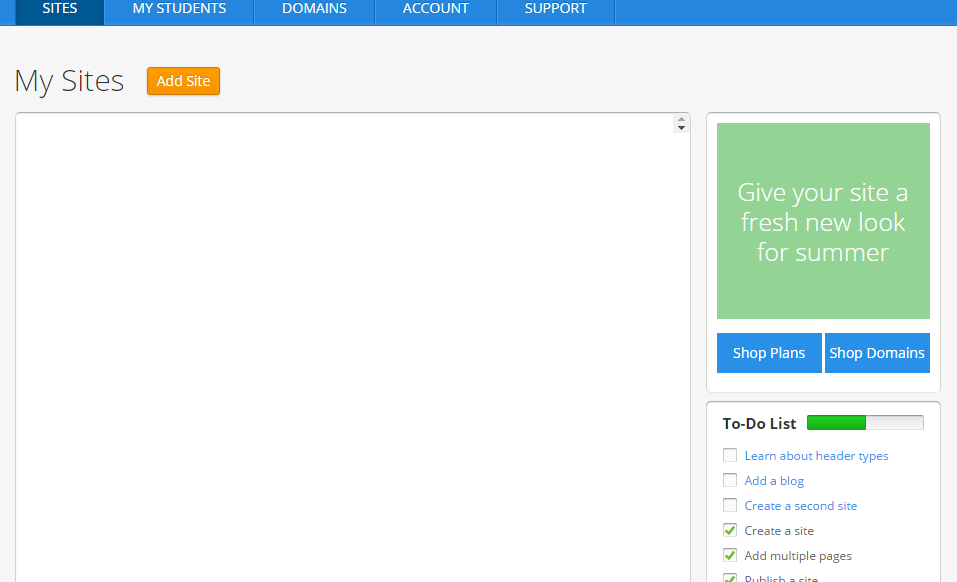 SITES MY STUDENTS DOMAINS ACCOUNT SUPPORT
My Sites Add Site
Give your site a
fresh new look
for summer
Shop Plans Shop Domains
To-Do List
Learn about header types
Add a blog
Create a second site
Create a site
Add multiple pages
Publish a site